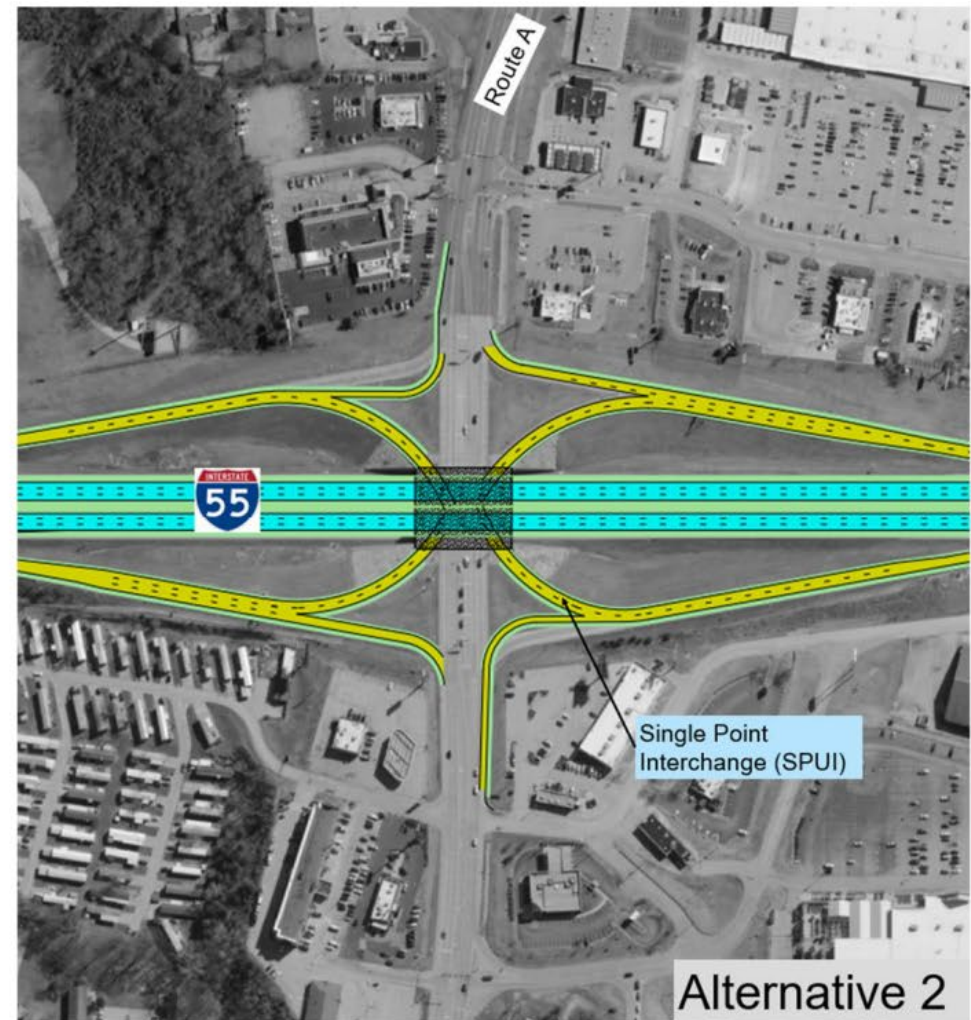 Route A
INTERSTATE
55
Single Point
Interchange (SPUI)
Alternative 2